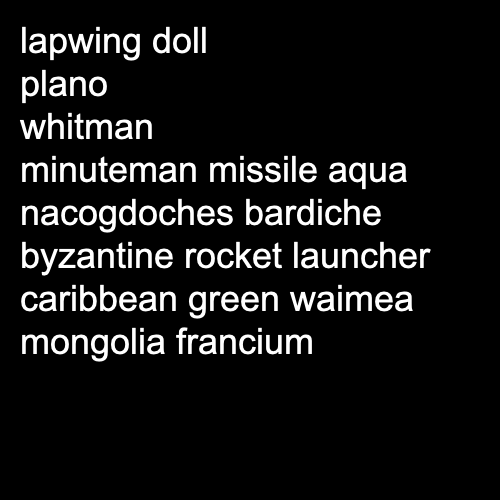 lapwing doll
plano
whitman
minuteman missile aqua
nacogdoches bardiche
byzantine rocket launcher
caribbean green waimea
mongolia francium